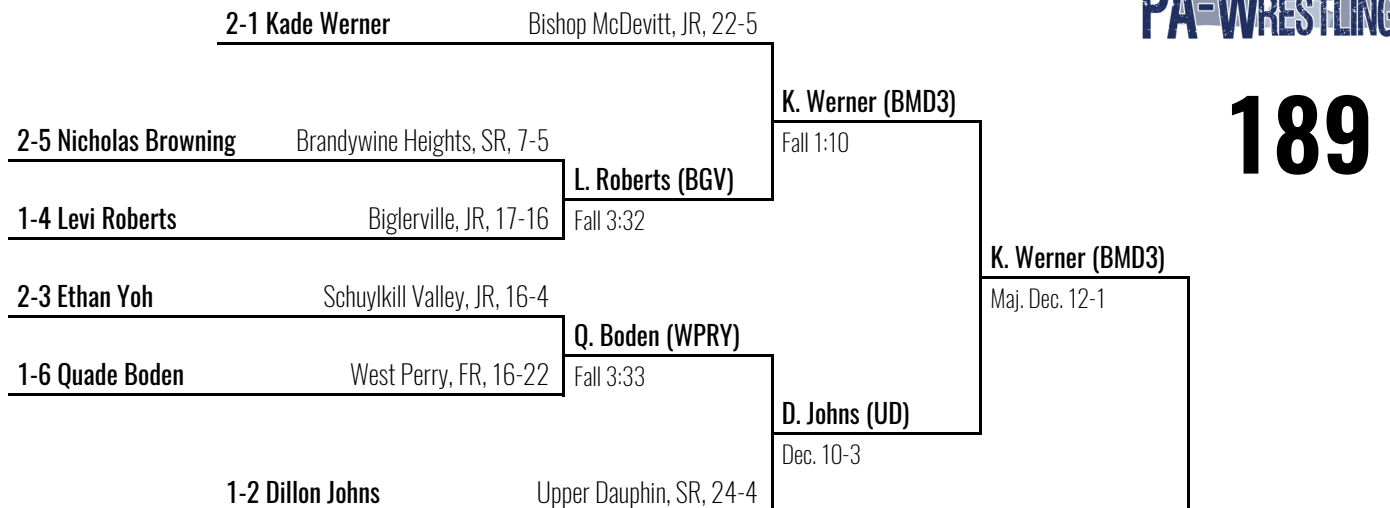 2-1 Kade Werner Bishop McDevitt, JR, 22-5
PA-WRESTLING
K. Werner (BMD3)
189
2-5 Nicholas Browning Brandywine Heights, SR, 7-5
Fall 1:10
L. Roberts (BGV)
1-4 Levi Roberts Biglerville, JR, 17-16
Fall 3:32
K. Werner (BMD3)
2-3 Ethan Yoh Schuylkill Valley, JR, 16-4
Maj. Dec. 12-1
Q. Boden (WPRY)
1-6 Quade Boden West Perry, FR, 16-22
Fall 3:33
D. Johns (UD)
Dec. 10-3
1-2 Dillon Johns Upper Dauphin, SR, 24-4